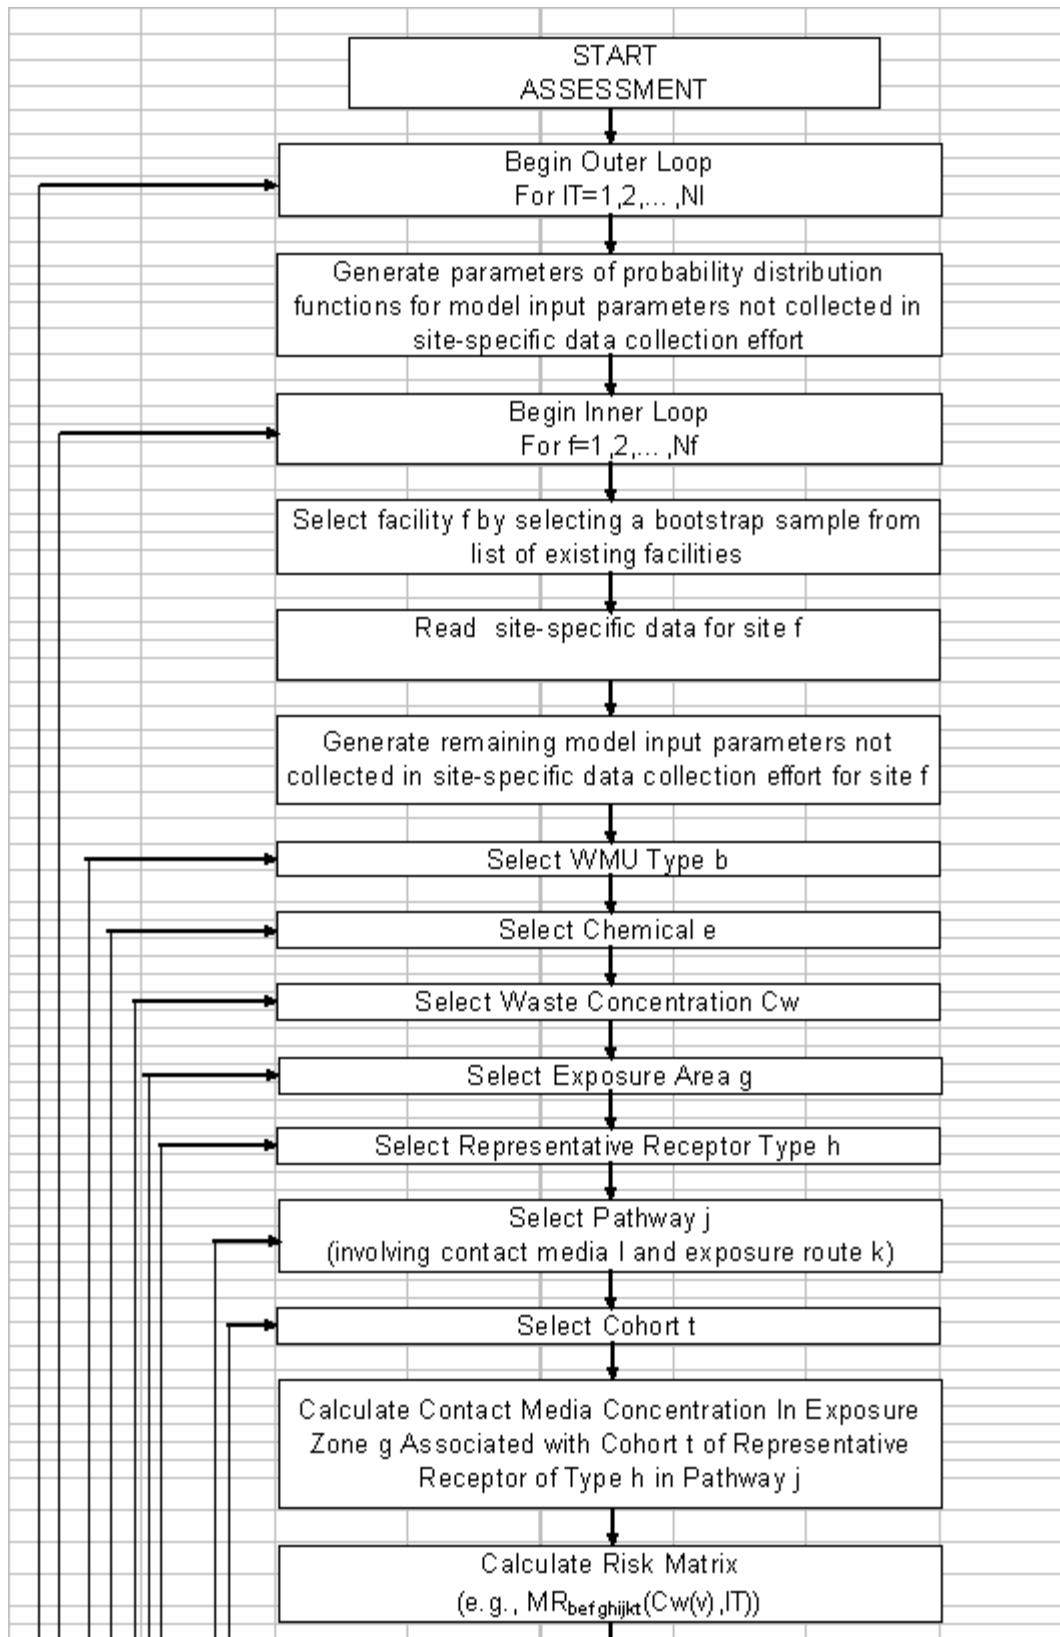 START
ASSESSMENT
Begin Outer Loop
For IT=1,2,... ,NI
Generate parameters of probability distribution
functions for model input parameters not collected in
site-specific data collection effort
Begin Inner Loop
For f=1,2,... ,Nf
Select facility f by selecting a bootstrap sample from
list of existing facilities
Read site-specific data for site f
Generate remaining model input parameters not
collected in site-specific data collection effort for site f
Select WMU Type b
Select Chemical e
Select Waste Concentration Cw
Select Exposure Area g
Select Representative Receptor Type h
Select Pathway j
(involving contact media l and exposure route k)
Select Cohort t
Calculate Contact Media Concentration In Exposure
Zone g Associated with Cohort t of Representative
Receptor of Type h in Pathway j
Calculate Risk Matrix
(e.g., MRbefghijkt(Cw(v),IT))